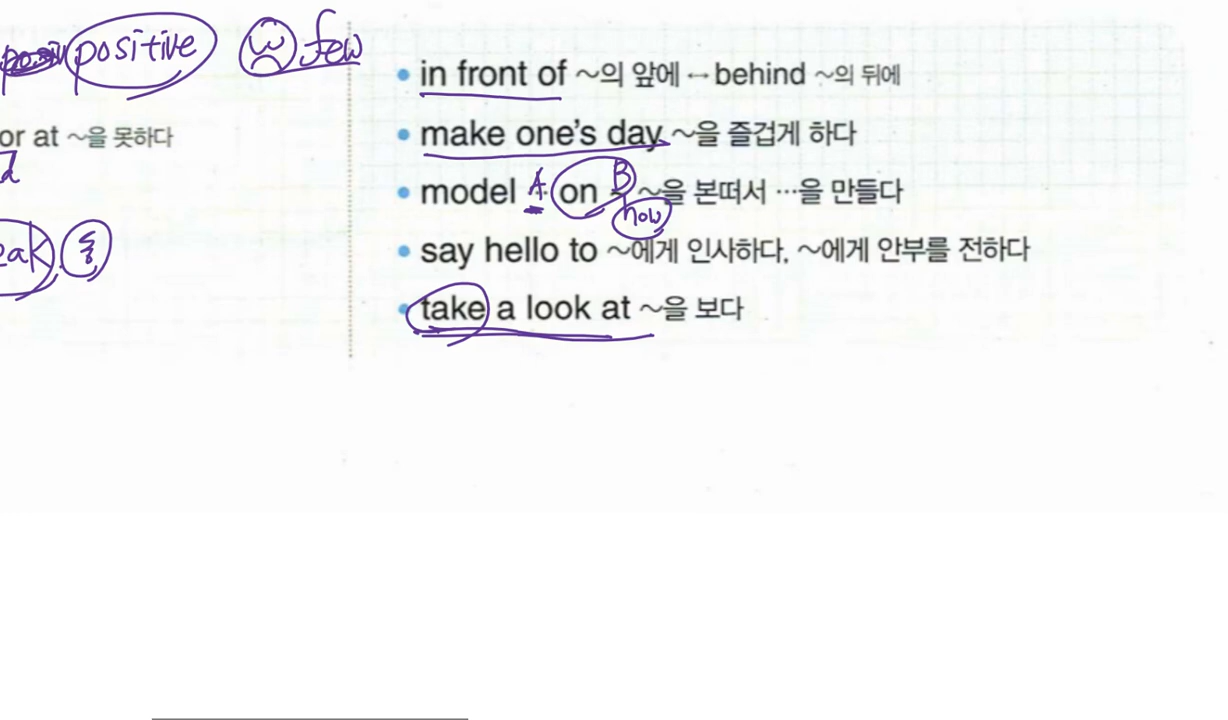 positive few
or at ~을 못하다
• in front of ~의 앞에 ↔ behind ~의 뒤에
• make one's day ~을 즐겁게 하다
• model A on B ~을 본떠서 …을 만들다
how
• say hello to ~에게 인사하다, ~에게 안부를 전하다
• take a look at ~을 보다